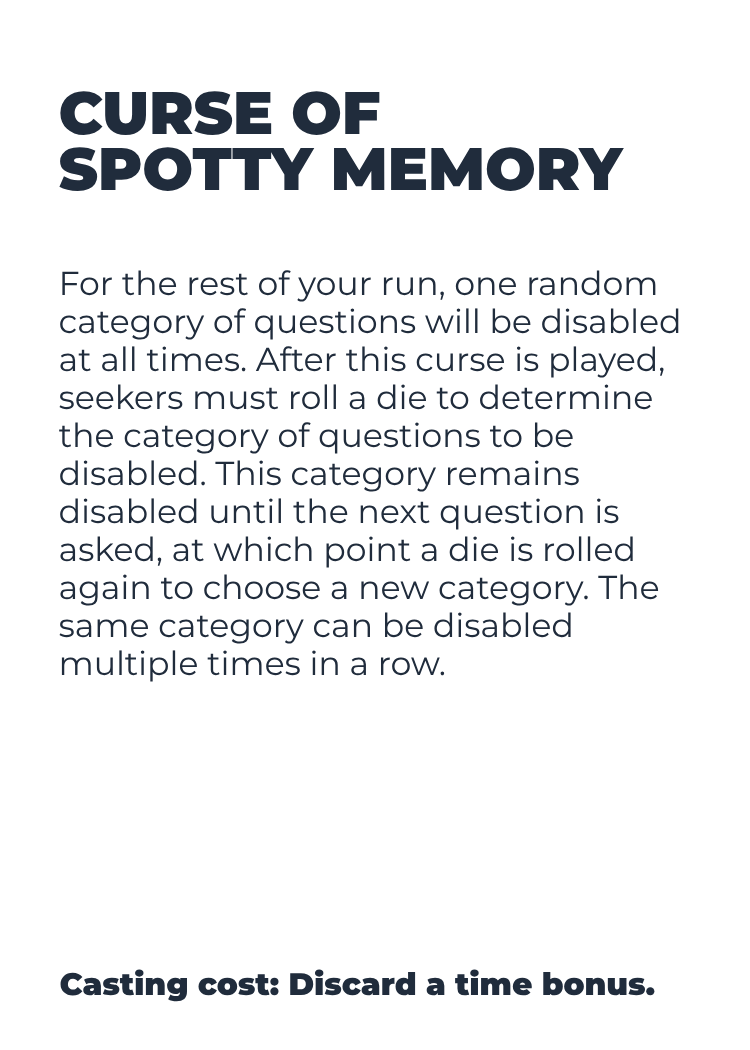 CURSE OF
SPOTTY MEMORY
For the rest of your run, one random
category of questions will be disabled
at all times. After this curse is played,
seekers must roll a die to determine
the category of questions to be
disabled. This category remains
disabled until the next question is
asked, at which point a die is rolled
again to choose a new category. The
same category can be disabled
multiple times in a row.
Casting cost: Discard a time bonus.